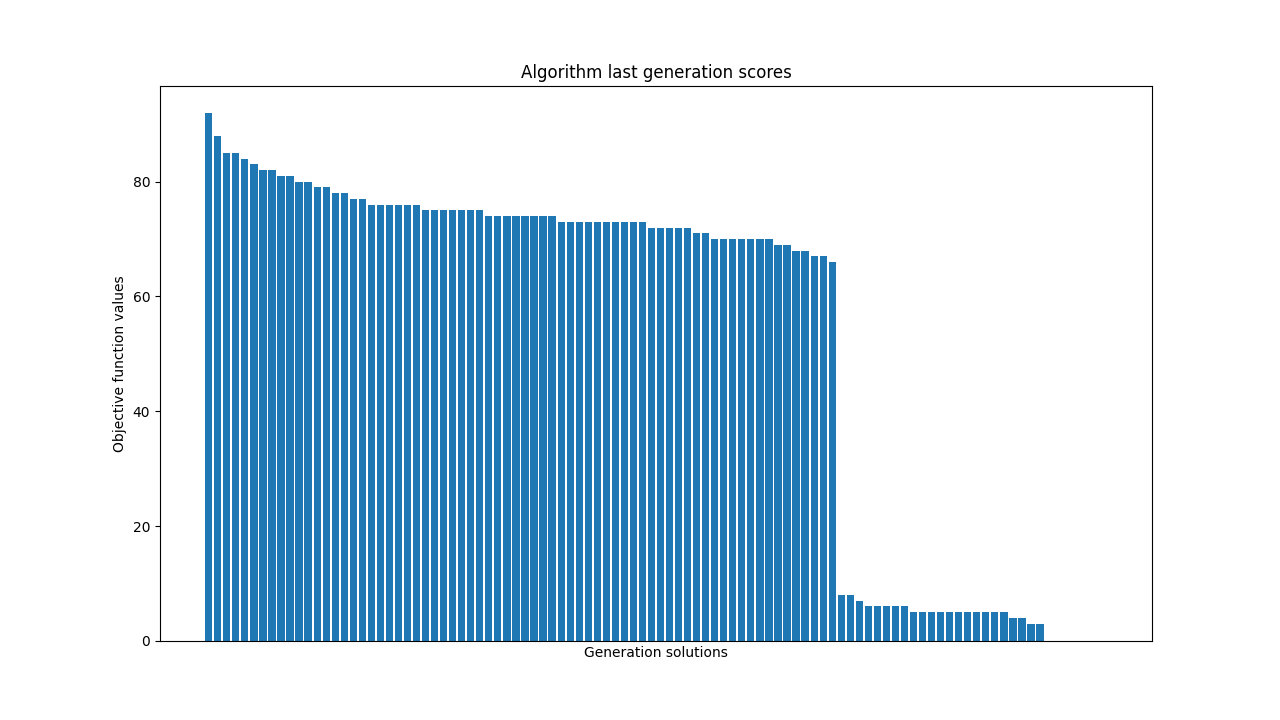 Algorithm last generation scores
Objective function values
80
60
40
20
0
Generation solutions